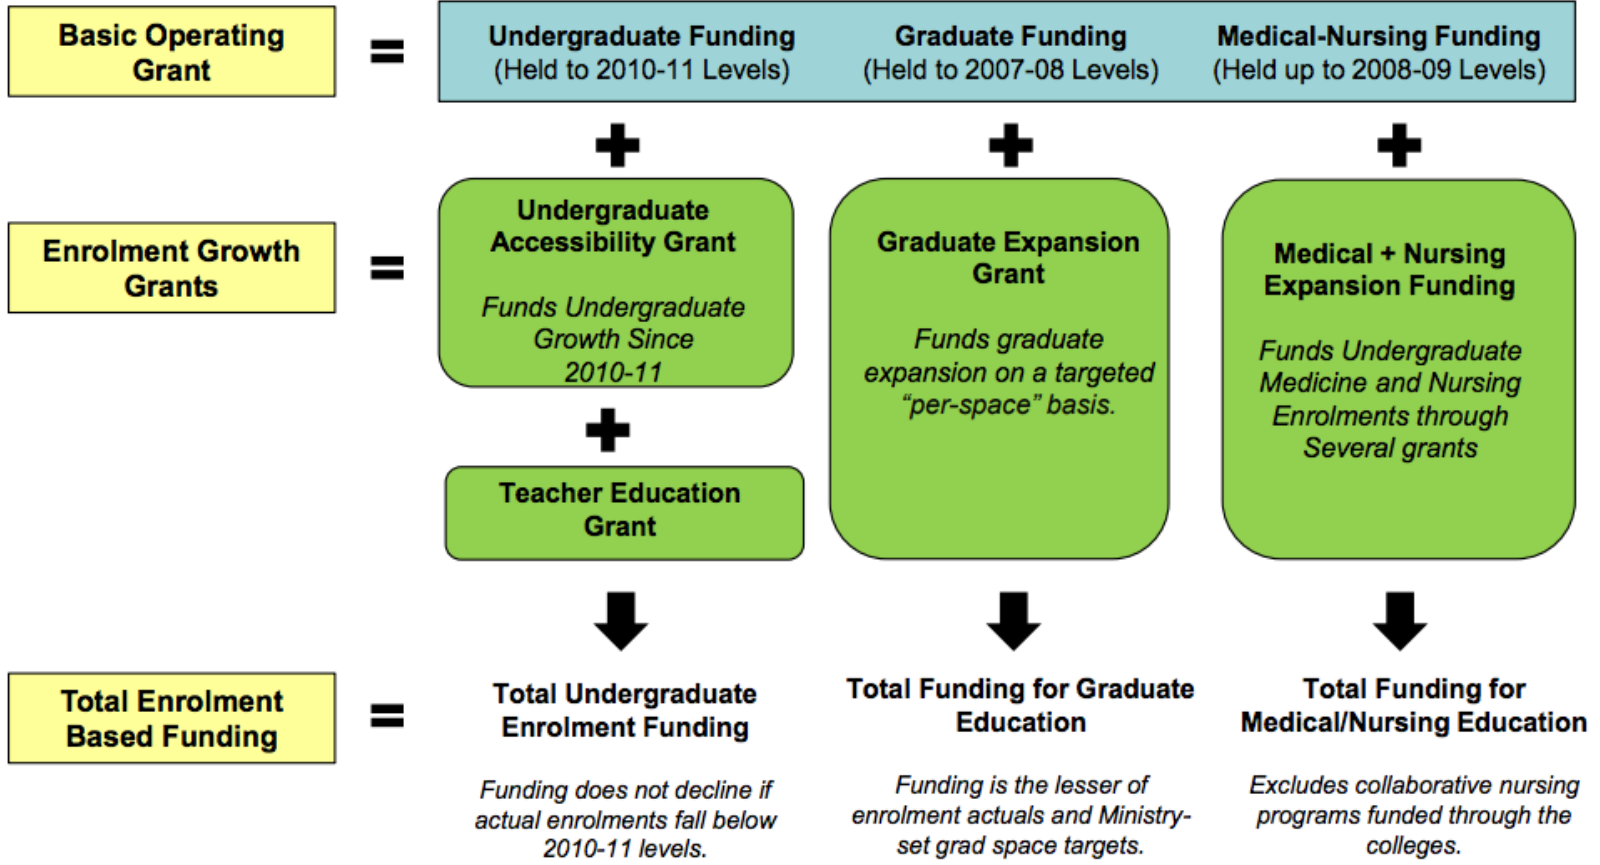 Basic Operating
Grant
=
Undergraduate Funding
(Held to 2010-11 Levels)
Graduate Funding
(Held to 2007-08 Levels)
Medical-Nursing Funding
(Held up to 2008-09 Levels)
+
+
+
Enrolment Growth
Grants
=
Undergraduate
Accessibility Grant
Funds Undergraduate
Growth Since
2010-11
+
Teacher Education
Grant
Graduate Expansion
Grant
Funds graduate
expansion on a targeted
“per-space” basis.
Medical + Nursing
Expansion Funding
Funds Undergraduate
Medicine and Nursing
Enrolments through
Several grants
Total Enrolment
Based Funding
=
Total Undergraduate
Enrolment Funding
Funding does not decline if
actual enrolments fall below
2010-11 levels.
Total Funding for Graduate
Education
Funding is the lesser of
enrolment actuals and Ministry-
set grad space targets.
Total Funding for
Medical/Nursing Education
Excludes collaborative nursing
programs funded through the
colleges.